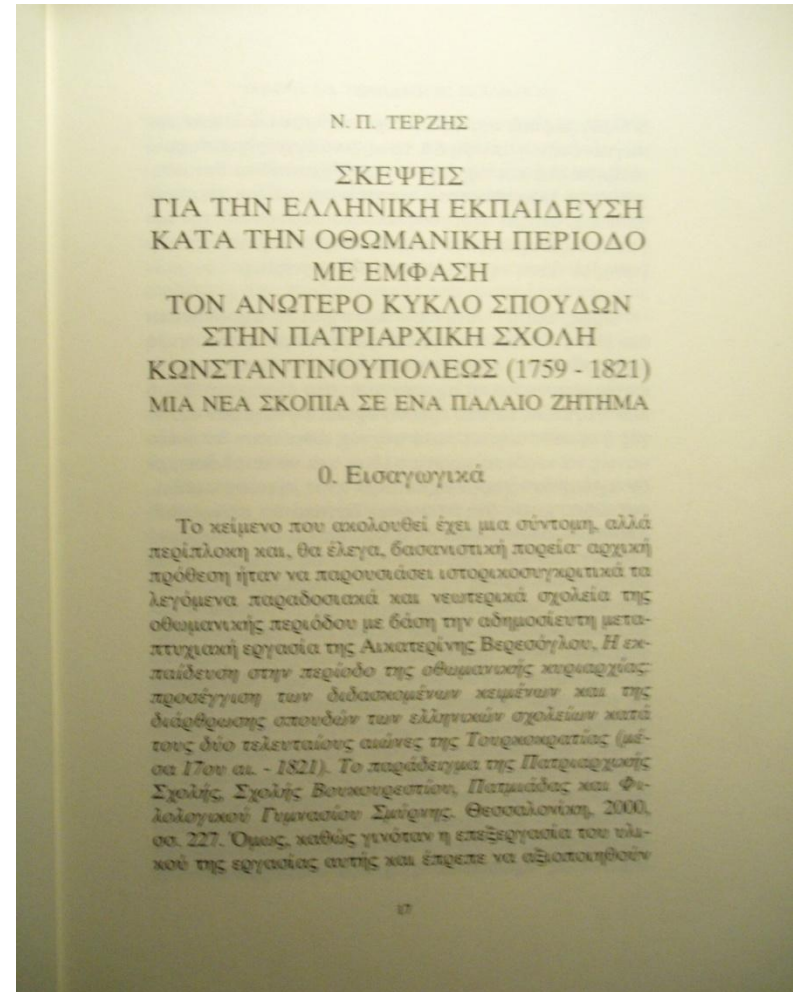 Ν. Π. ΤΕΡΖΗΣ
ΣΚΕΨΕΙΣ
ΓΙΑ ΤΗΝ ΕΛΛΗΝΙΚΗ ΕΚΠΑΙΔΕΥΣΗ
ΚΑΤΑ ΤΗΝ ΟΘΩΜΑΝΙΚΗ ΠΕΡΙΟΔΟ
ΜΕ ΕΜΦΑΣΗ
ΤΟΝ ΑΝΩΤΕΡΟ ΚΥΚΛΟ ΣΠΟΥΔΩΝ
ΣΤΗΝ ΠΑΤΡΙΑΡΧΙΚΗ ΣΧΟΛΗ
ΚΩΝΣΤΑΝΤΙΝΟΥΠΟΛΕΩΣ (1759 - 1821)
ΜΙΑ ΝΕΑ ΣΚΟΠΙΑ ΣΕ ΕΝΑ ΠΑΛΑΙΟ ΖΗΤΗΜΑ
0. Εισαγωγικά
Το κείμενο που ακολουθεί έχει μια σύντομη, αλλά
περίπλοκη και, θα έλεγα, βασανιστική πορεία· αρχική
πρόθεση ήταν να παρουσιάσει ιστορικοσυγκριτικά τα
λεγόμενα παραδοσιακά και νεωτερικά σχολεία της
οθωμανικής περιόδου με βάση την αδημοσίευτη μετα-
πτυχιακή εργασία της Αικατερίνης Βερεσόγλου, Η εκ-
παίδευση στην περίοδο της οθωμανικής κυριαρχίας:
προσέγγιση των διδασκομένων κειμένων και της
διάρθρωσης σπουδών των ελληνικών σχολείων κατά
τους δύο τελευταίους αιώνες της Τουρκοκρατίας (μέ-
σα 17ου αι. - 1821). Το παράδειγμα της Πατριαρχικής
Σχολής, Σχολής Βουκουρεστίου, Πατμιάδας και Φι-
λολογικού Γυμνασίου Σμύρνης. Θεσσαλονίκη, 2000,
σσ. 227. Όμως, καθώς γινόταν η επεξεργασία του υλι-
κού της εργασίας αυτής και έπρεπε να αξιοποιηθούν
17